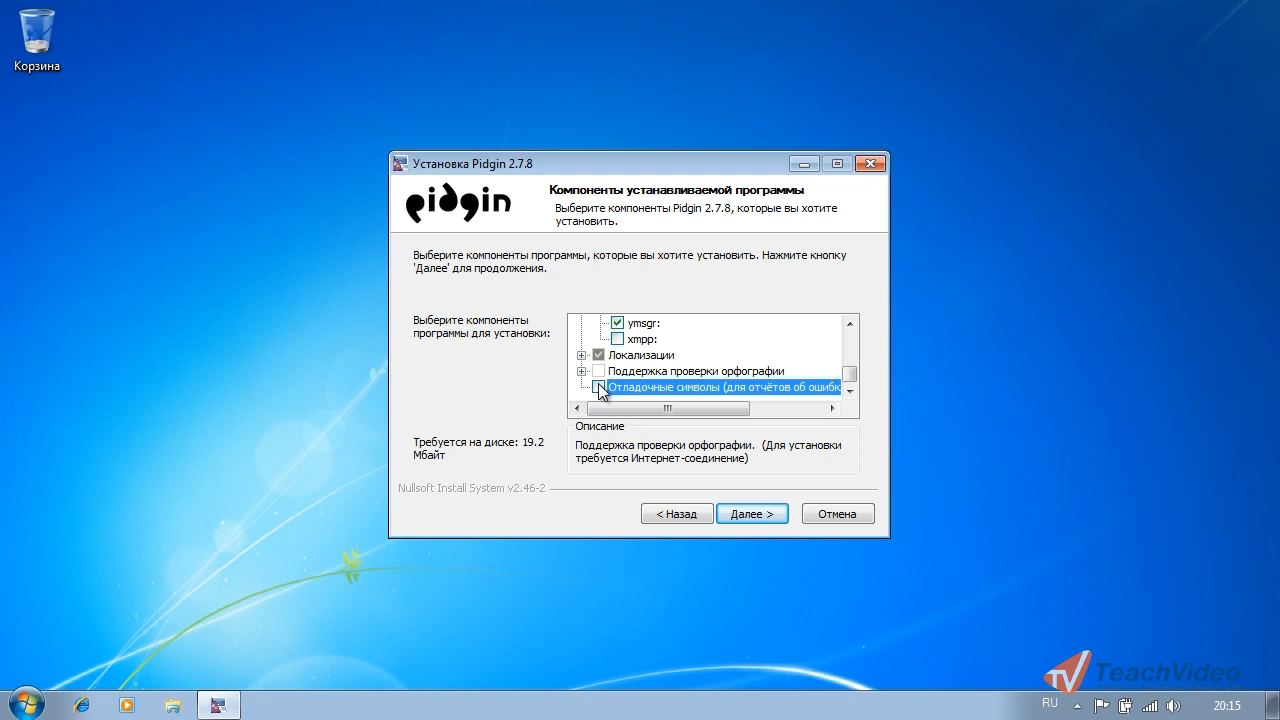 Корзина
Установка Pidgin 2.7.8
pidgin
Компоненты устанавливаемой программы
Выберите компоненты Pidgin 2.7.8, которые вы хотите
установить.
Выберите компоненты программы, которые вы хотите установить. Нажмите кнопку
'Далее' для продолжения.
Выберите компоненты
программы для установки:
ymsgr:
xmpp:
Локализации
Поддержка проверки орфографии
Отладочные символы (для отчётов об ошибк
Требуется на диске: 19.2
Мбайт
Описание
Поддержка проверки орфографии. (Для установки
требуется Интернет-соединение)
Nullsoft Install System v2.46-2
< Назад
Далее >
Отмена
TV TeachVideo
RU
20:15